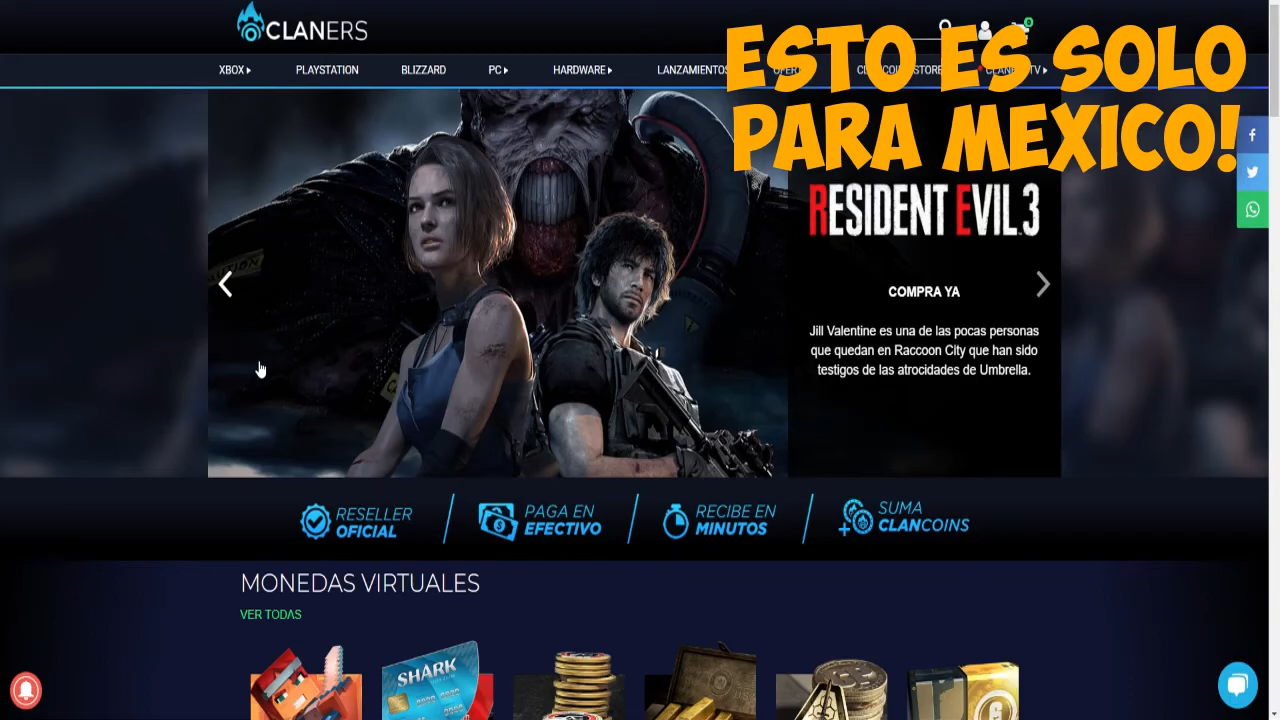 CLANERS
0
ESTO ES SOLO
PARA MEXICO!
XBOX
PLAYSTATION
BLIZZARD
PC
HARDWARE
LANZAMIENTOS
RESIDENT EVIL 3
COMPRA YA
Jill Valentine es una de las pocas personas
que quedan en Raccoon CIty que han sido
testigos de las atrocidades de Umbrella.
RESELLER
OFICIAL
PAGA EN
EFECTIVO
RECIBE EN
MINUTOS
SUMA
CLANCOINS
MONEDAS VIRTUALES
VER TODAS
SHARK